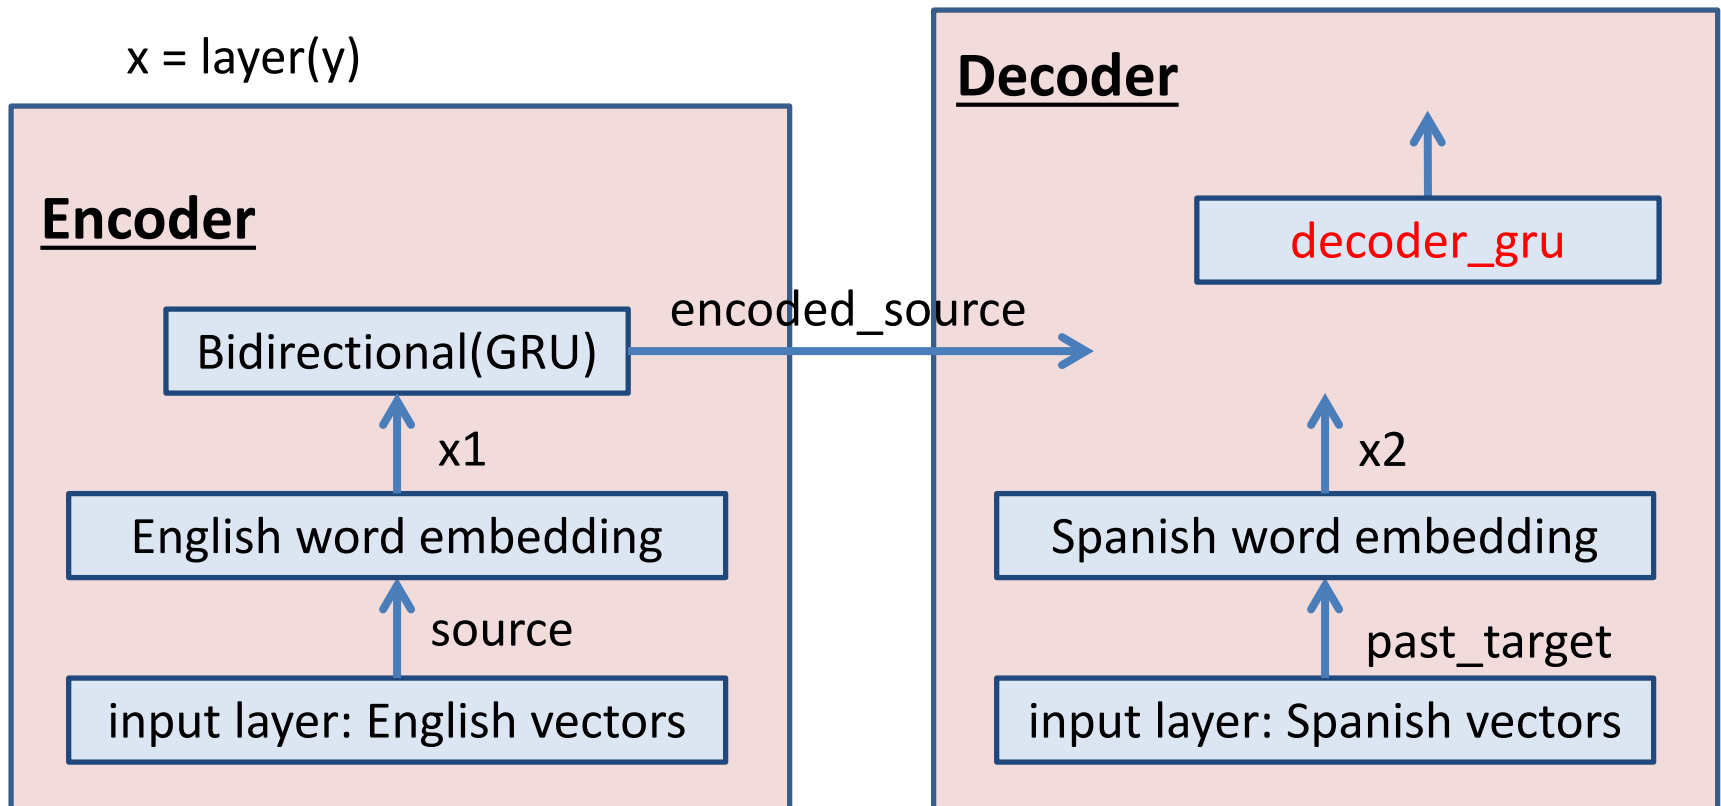 x = layer(y)
Encoder
Bidirectional(GRU)
x1
English word embedding
source
input layer: English vectors
encoded_source
Decoder
decoder_gru
x2
Spanish word embedding
past_target
input layer: Spanish vectors